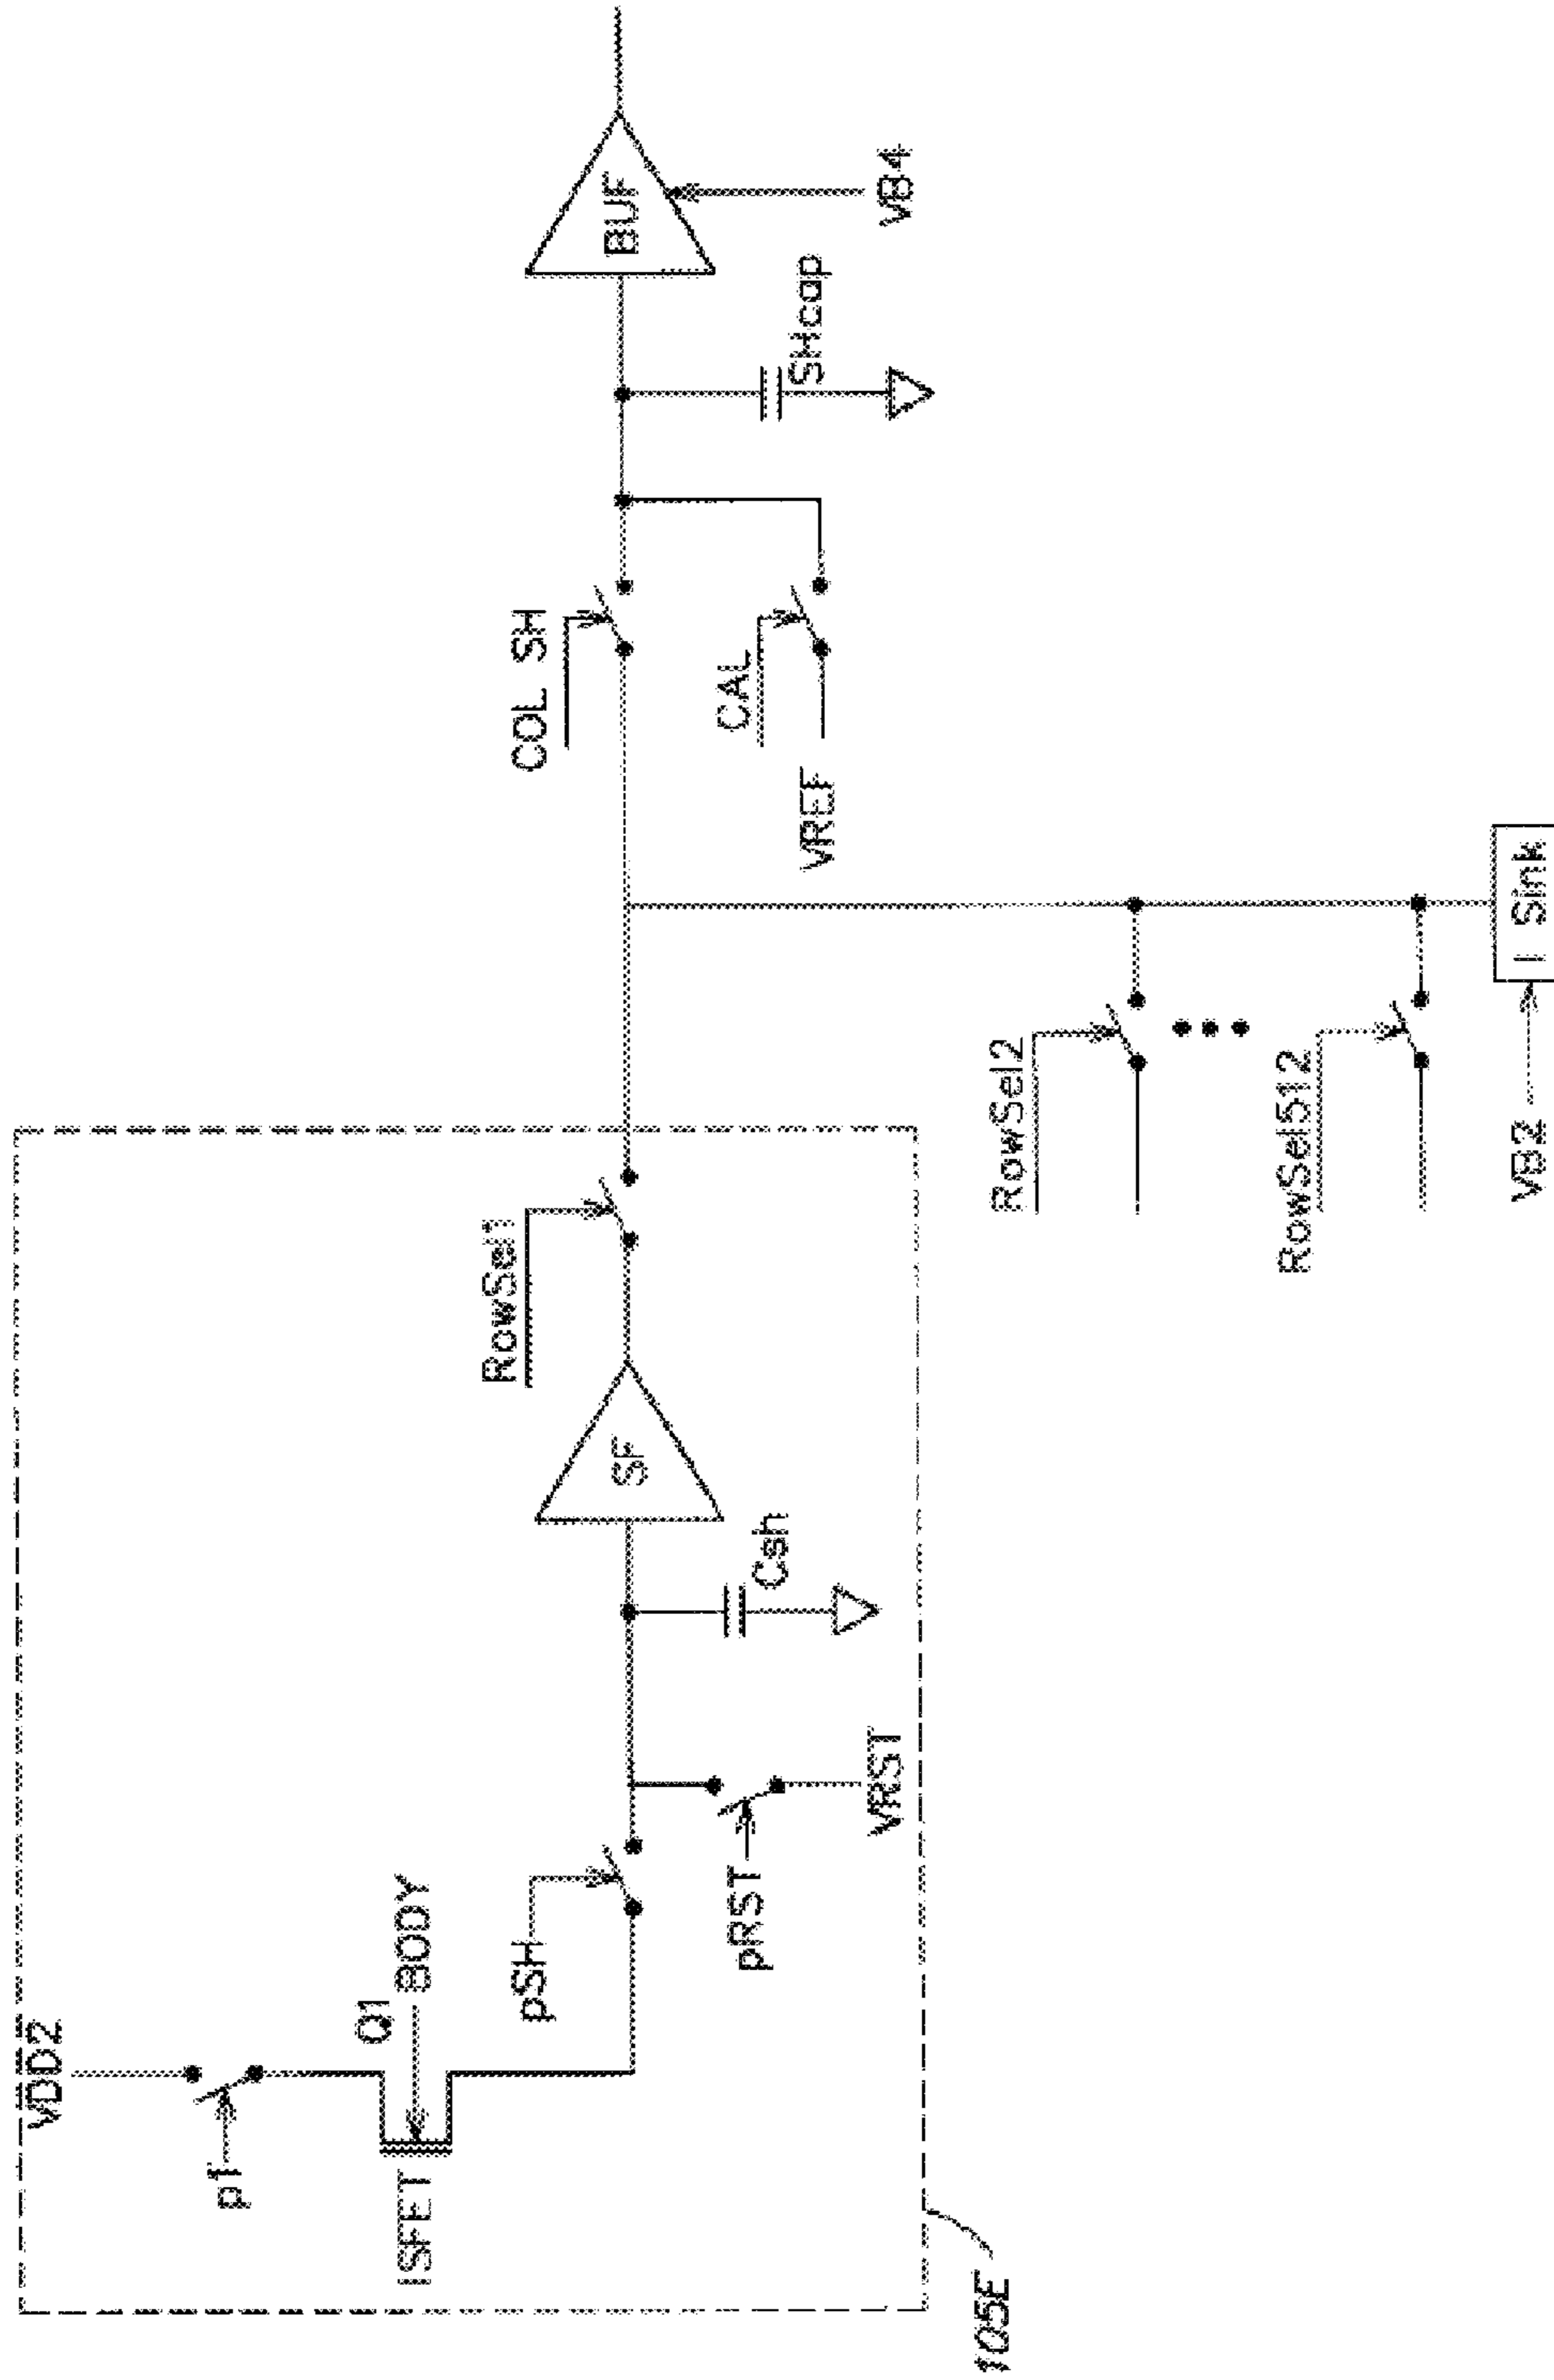 VDD2
p1
ISFET
Q1
BODY
pSH
pRST
VRST
Csh
SF
RowSel1
RowSel2
RowSel512
VB2
I Sink
COL SH
CAL
VREF
SHcap
BUF
VB4
105E